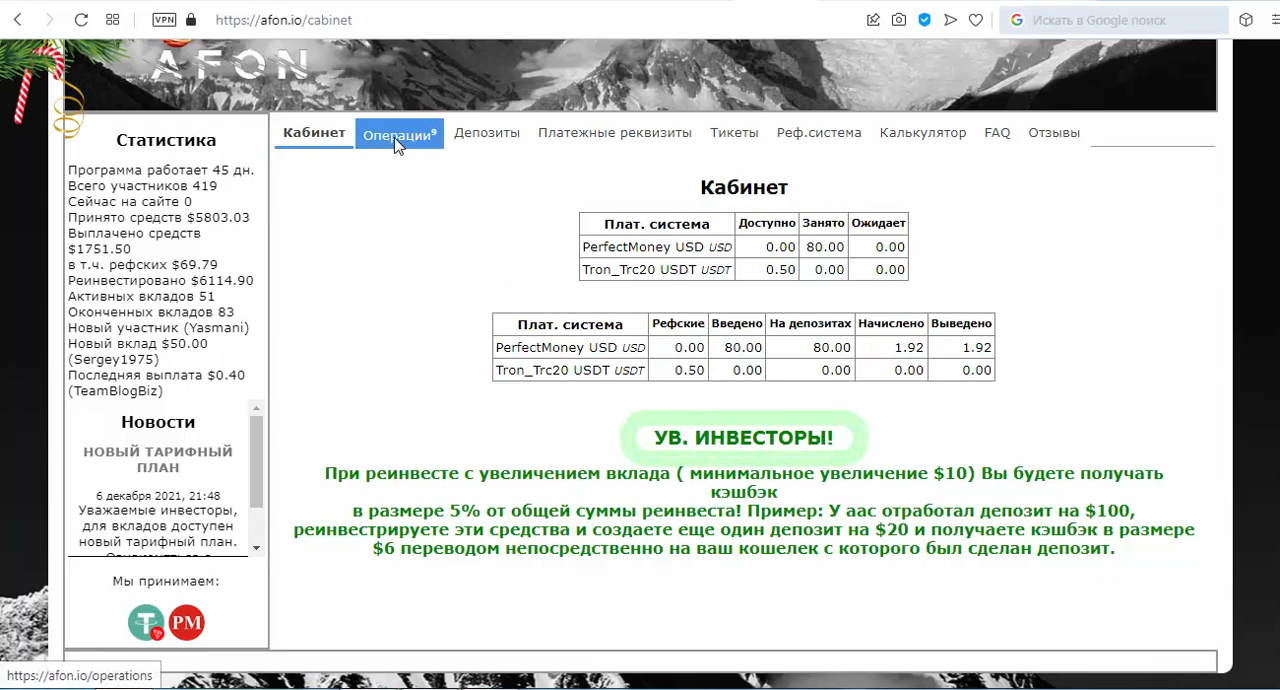 VPN
https://afon.io/cabinet
Искать в Google поиск
AFON
Кабинет Операции⁹ Депозиты Платежные реквизиты Тикеты Реф.система Калькулятор FAQ Отзывы
Статистика
Программа работает 45 дн.
Всего участников 419
Сейчас на сайте 0
Принято средств $5803.03
Выплачено средств
$1751.50
в т.ч. рефских $69.79
Реинвестировано $6114.90
Активных вкладов 51
Оконченных вкладов 83
Новый участник (Yasmani)
Новый вклад $50.00
(Sergey1975)
Последняя выплата $0.40
(TeamBlogBiz)
Новости
НОВЫЙ ТАРИФНЫЙ
ПЛАН
6 декабря 2021, 21:48
Уважаемые инвесторы,
для вкладов доступен
новый тарифный план.
Мы принимаем:
PM
Кабинет
Плат. система Доступно Занято Ожидает
PerfectMoney USD USD 0.00 80.00 0.00
Tron_Trc20 USDT USDT 0.50 0.00 0.00
Плат. система Рефские Введено На депозитах Начислено Выведено
PerfectMoney USD USD 0.00 80.00 80.00 1.92 1.92
Tron_Trc20 USDT USDT 0.50 0.00 0.00 0.00 0.00
УВ. ИНВЕСТОРЫ!
При реинвесте с увеличением вклада ( минимальное увеличение $10) Вы будете получать
кэшбэк
в размере 5% от общей суммы реинвеста! Пример: У аас отработал депозит на $100,
реинвестрируете эти средства и создаете еще один депозит на $20 и получаете кэшбэк в размере
$6 переводом непосредственно на ваш кошелек с которого был сделан депозит.
https://afon.io/operations